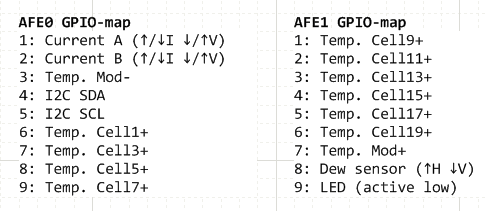 AFE0 GPIO-map
1: Current A (↑/↓I ↓/↑V)
2: Current B (↑/↓I ↓/↑V)
3: Temp. Mod-
4: I2C SDA
5: I2C SCL
6: Temp. Cell1+
7: Temp. Cell3+
8: Temp. Cell5+
9: Temp. Cell7+
AFE1 GPIO-map
1: Temp. Cell9+
2: Temp. Cell11+
3: Temp. Cell13+
4: Temp. Cell15+
5: Temp. Cell17+
6: Temp. Cell19+
7: Temp. Mod+
8: Dew sensor (↑H ↓V)
9: LED (active low)